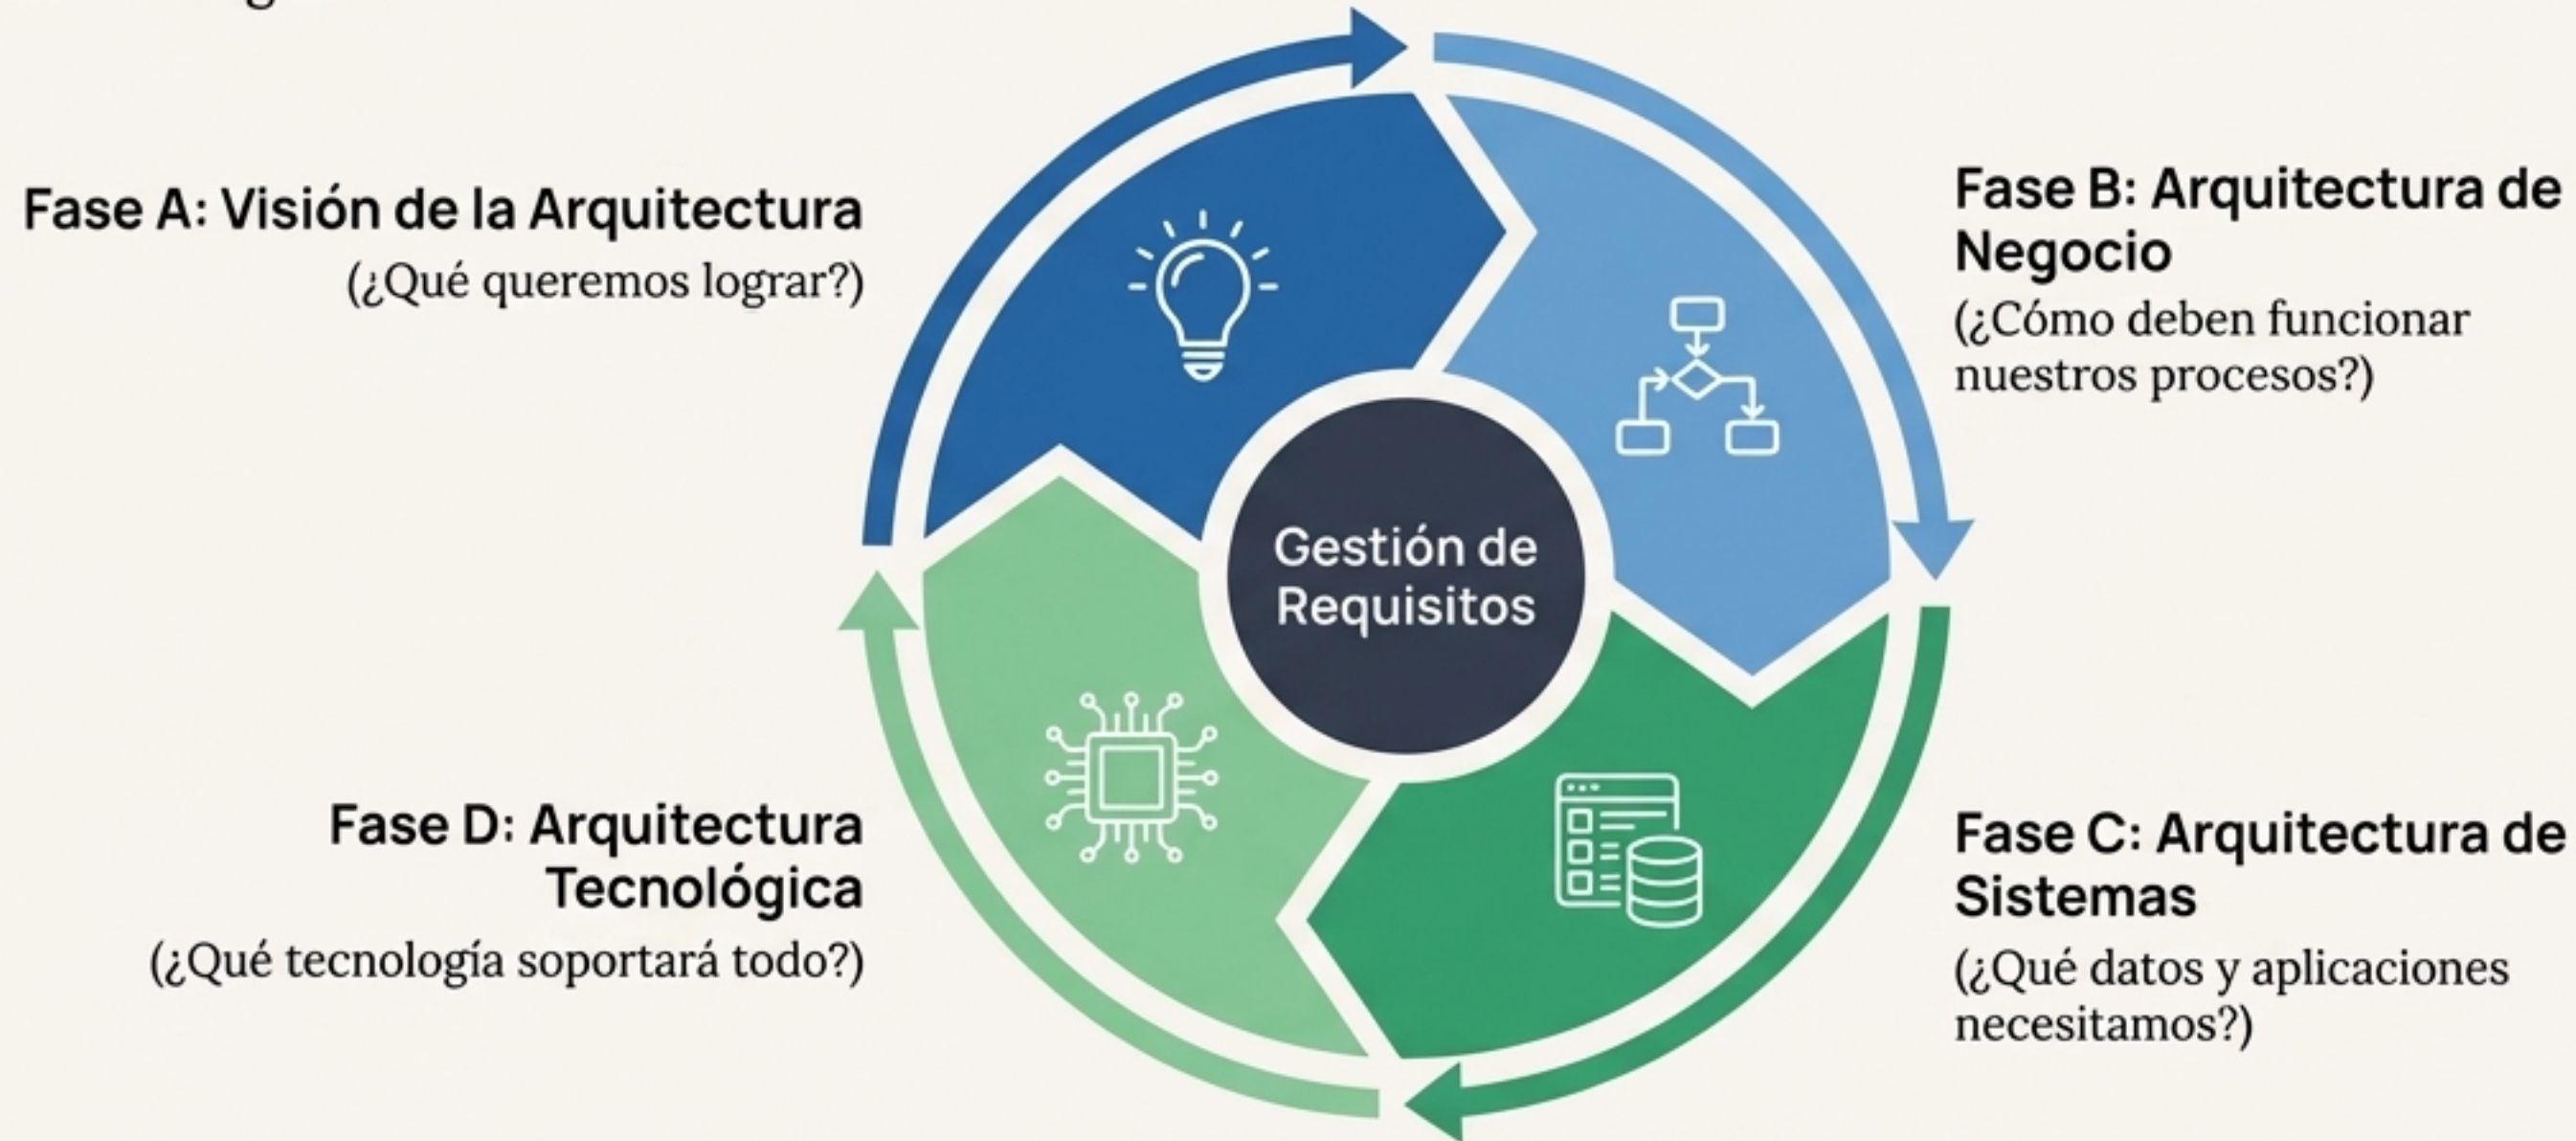 Fase A: Visión de la Arquitectura
(¿Qué queremos lograr?)
Fase B: Arquitectura de
Negocio
(¿Cómo deben funcionar
nuestros procesos?)
Gestión de
Requisitos
Fase C: Arquitectura de
Sistemas
(¿Qué datos y aplicaciones
necesitamos?)
Fase D: Arquitectura
Tecnológica
(¿Qué tecnología soportará todo?)